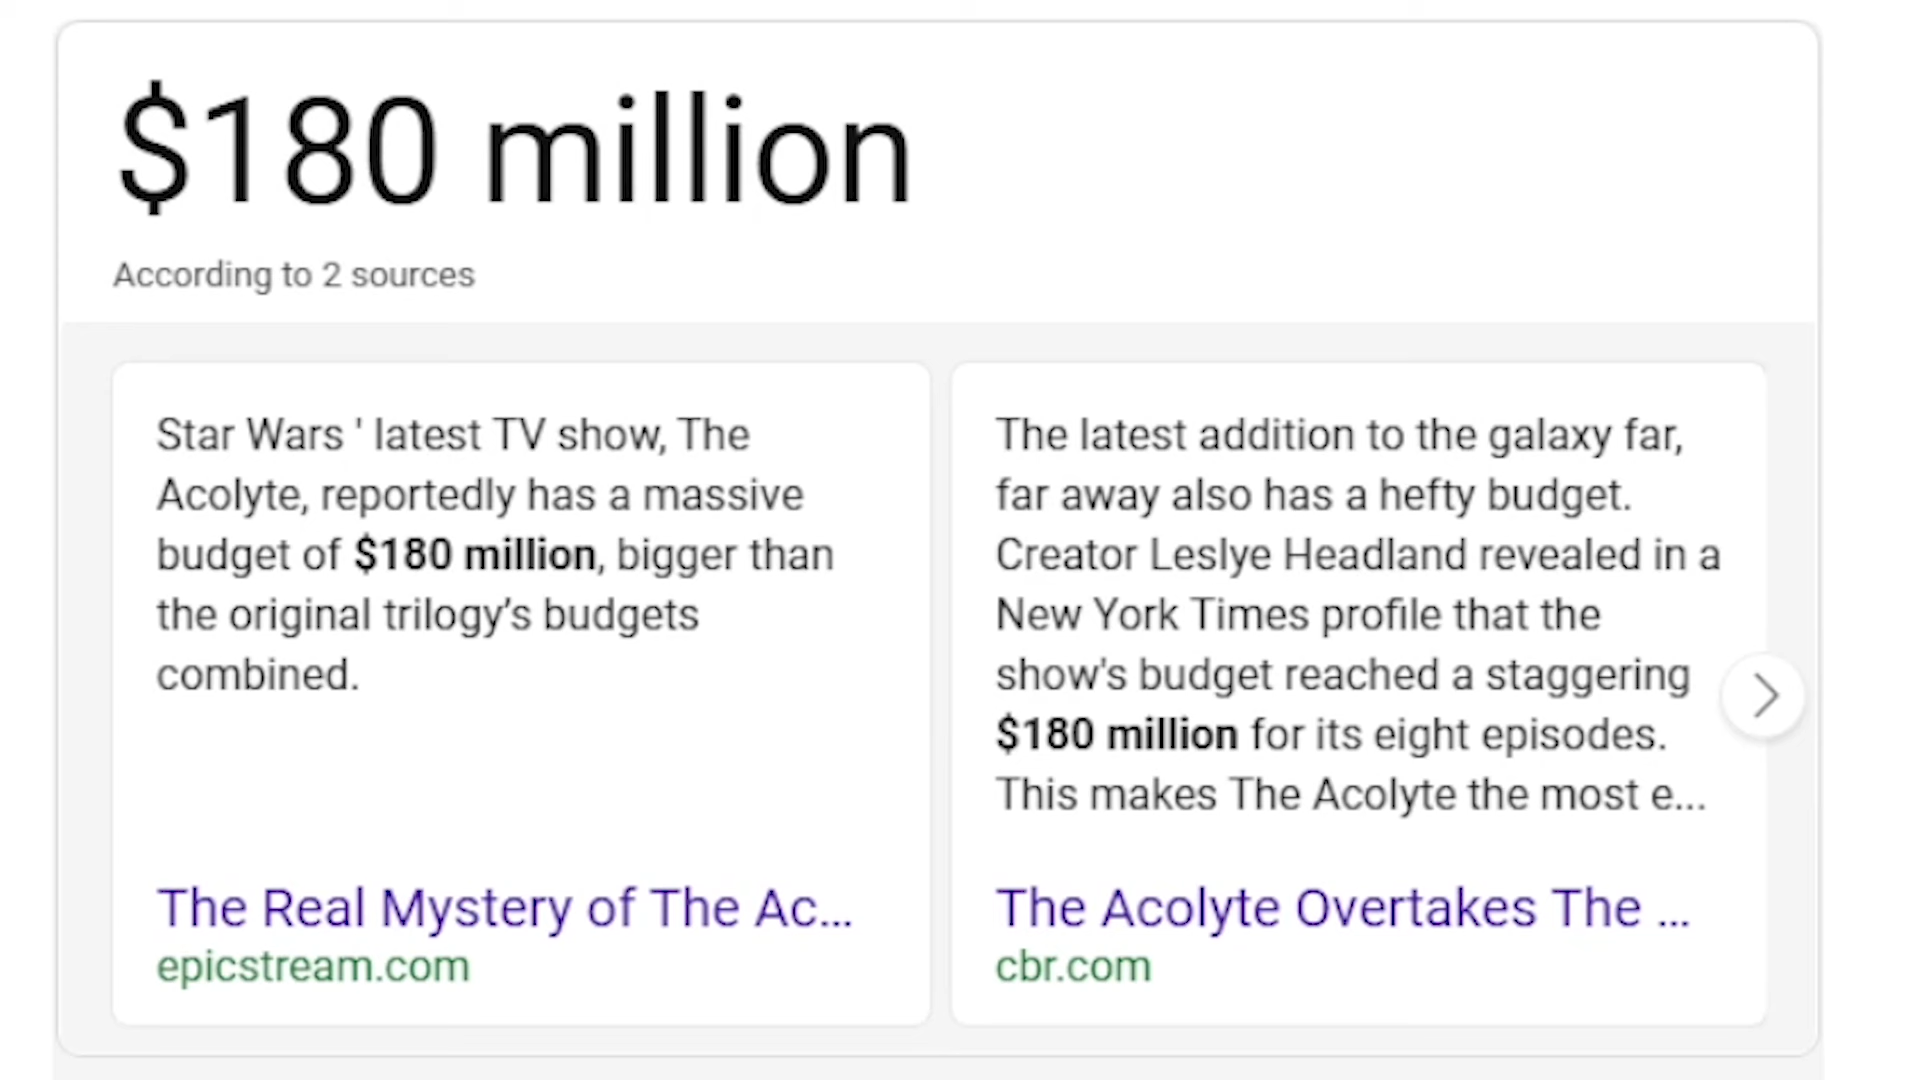 $180 million
According to 2 sources
Star Wars ' latest TV show, The
Acolyte, reportedly has a massive
budget of $180 million, bigger than
the original trilogy’s budgets
combined.
The Real Mystery of The Ac...
epicstream.com
The latest addition to the galaxy far,
far away also has a hefty budget.
Creator Leslye Headland revealed in a
New York Times profile that the
show's budget reached a staggering
$180 million for its eight episodes.
This makes The Acolyte the most e...
The Acolyte Overtakes The ...
cbr.com